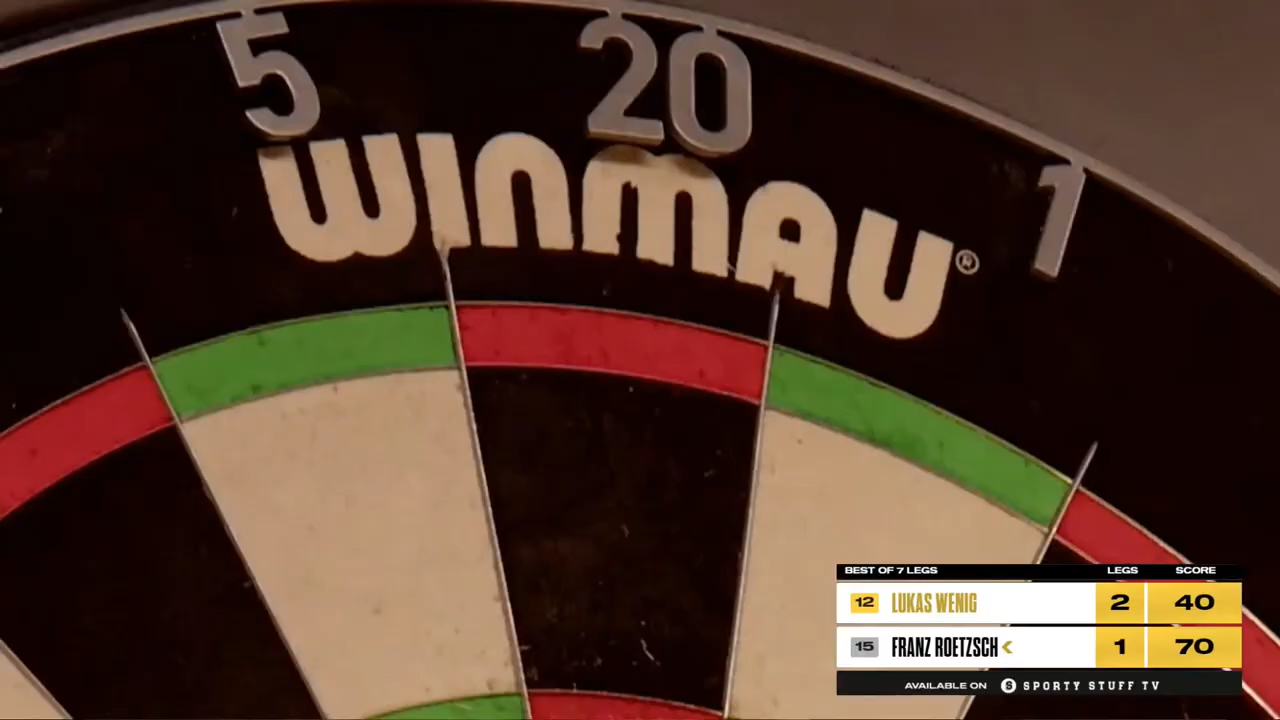 5 20 1
WINMAU®
BEST OF 7 LEGS LEGS SCORE
12 LUKAS WENIG 2 40
15 FRANZ ROETZSCH 1 70
AVAILABLE ON S SPORTY STUFF TV